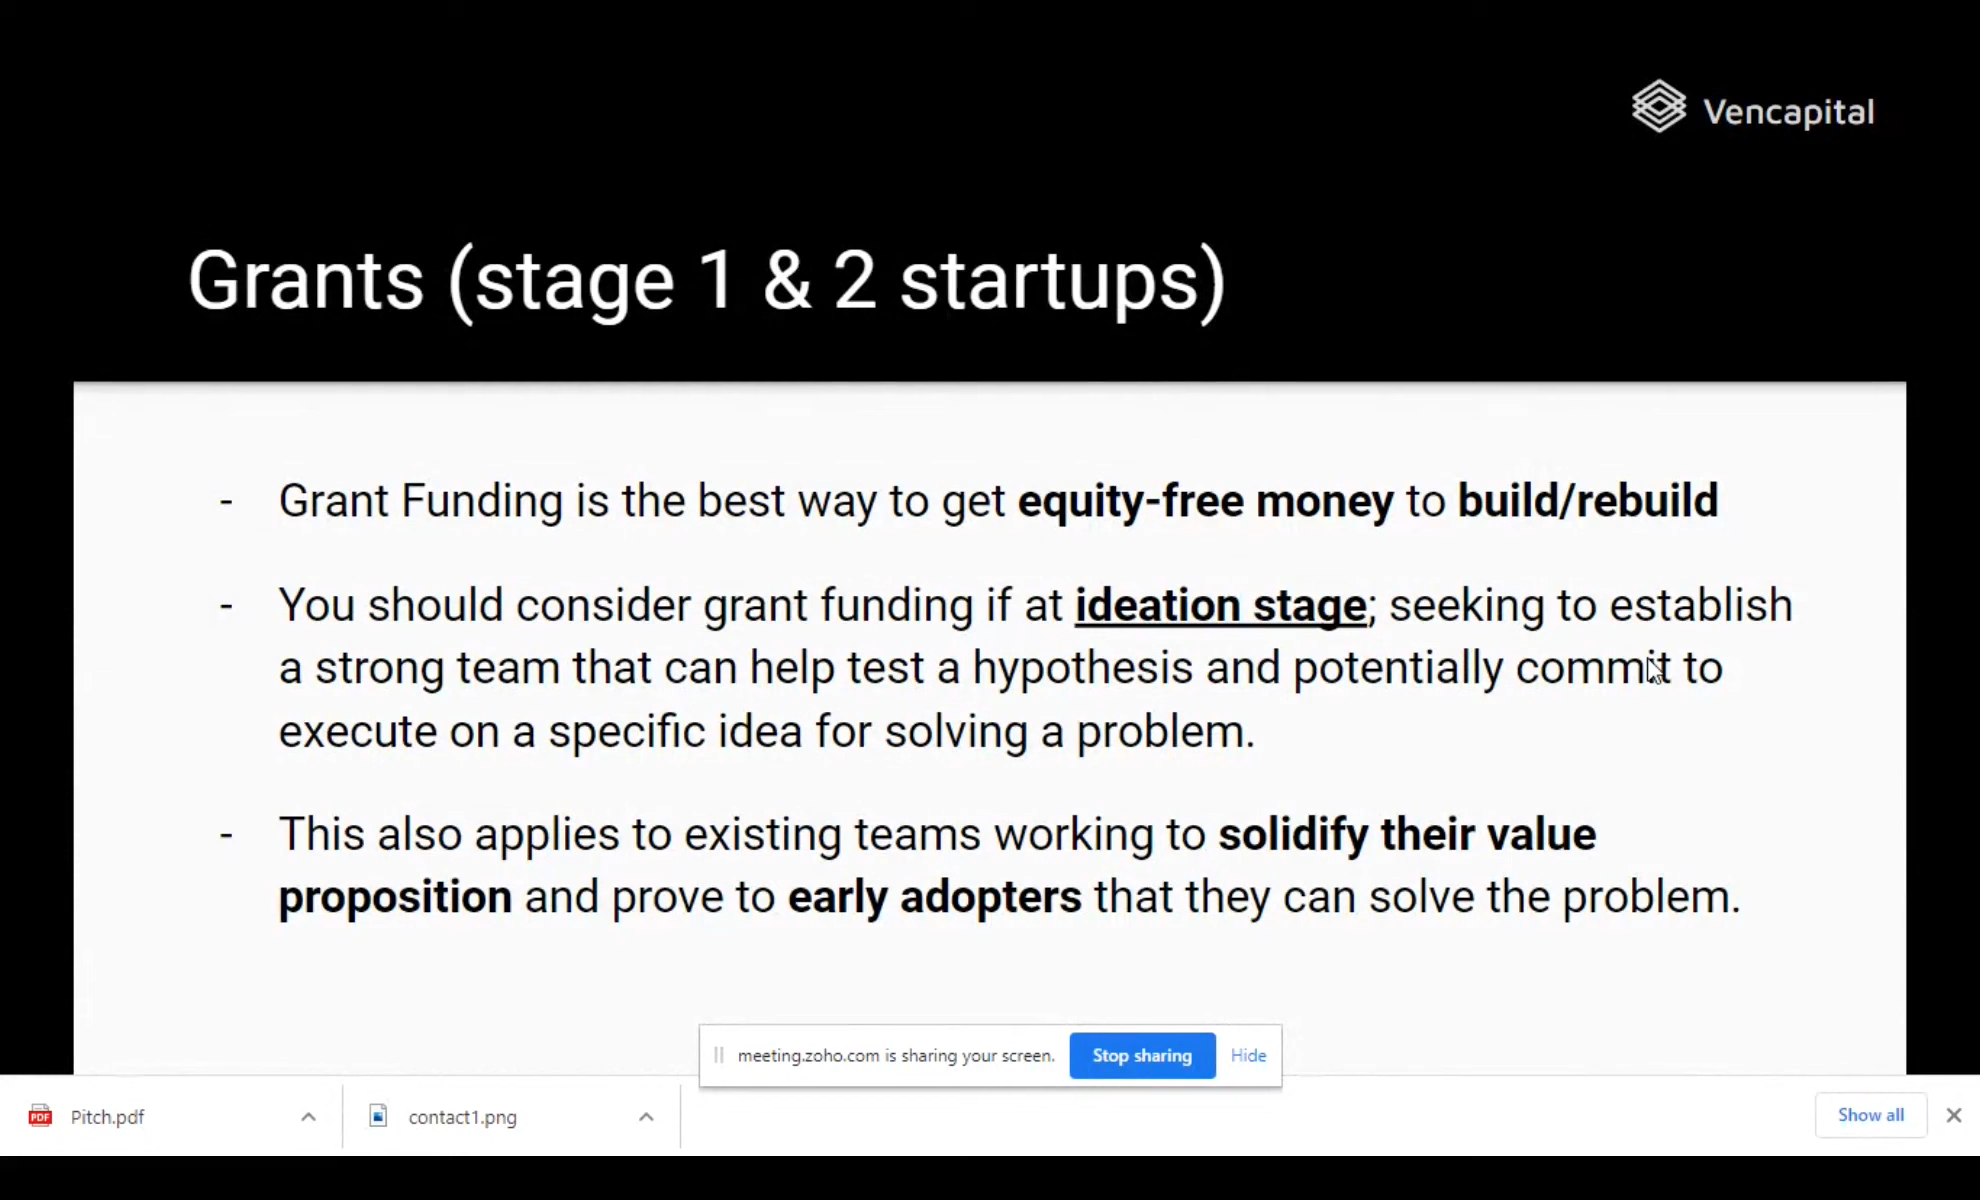 Vencapital
Grants (stage 1 & 2 startups)
- Grant Funding is the best way to get equity-free money to build/rebuild
- You should consider grant funding if at ideation stage; seeking to establish
a strong team that can help test a hypothesis and potentially commit to
execute on a specific idea for solving a problem.
- This also applies to existing teams working to solidify their value
proposition and prove to early adopters that they can solve the problem.
meeting.zoho.com is sharing your screen. Stop sharing Hide
PDF Pitch.pdf contact1.png Show all